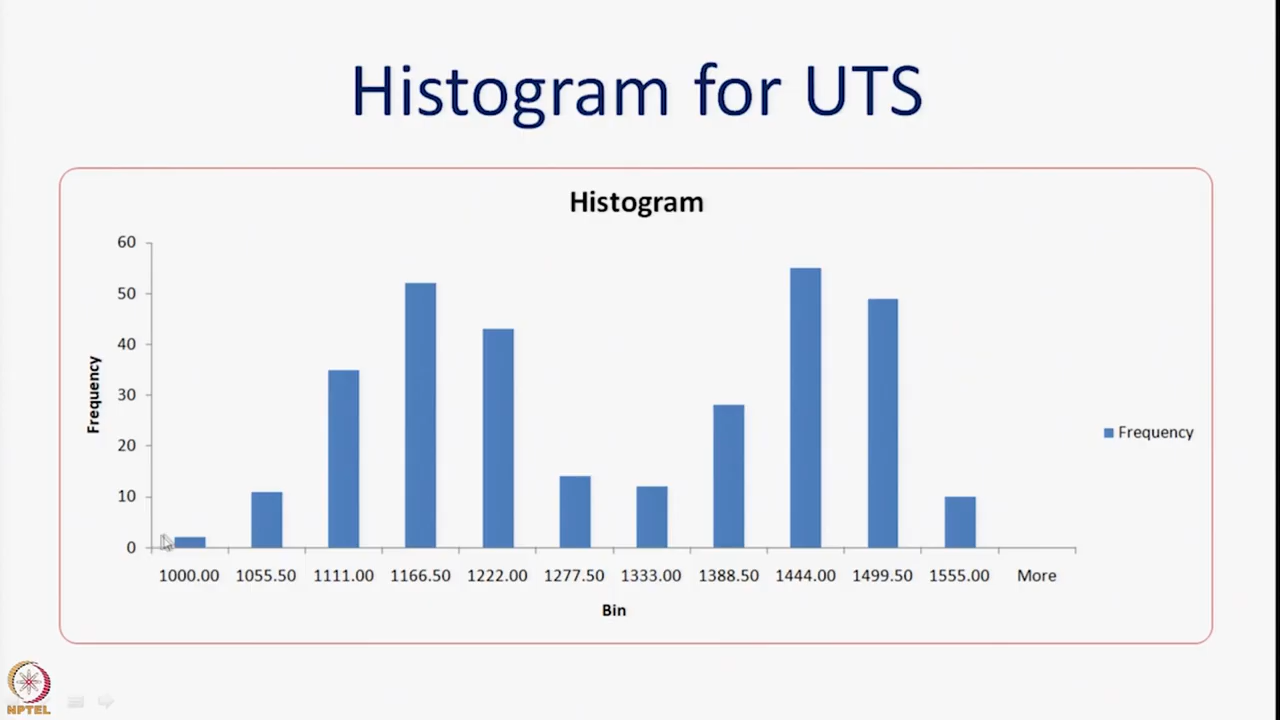 Histogram for UTS
Histogram
60
50
40
30
20
10
0
Frequency
1000.00 1055.50 1111.00 1166.50 1222.00 1277.50 1333.00 1388.50 1444.00 1499.50 1555.00 More
Bin
Frequency
NPTEL